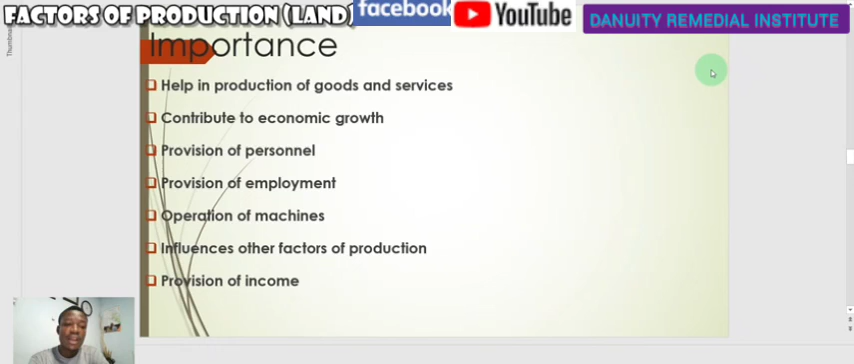 FACTORS OF PRODUCTION (LAND)
facebook
YouTube
DANUITY REMEDIAL INSTITUTE
Importance
Help in production of goods and services
Contribute to economic growth
Provision of personnel
Provision of employment
Operation of machines
Influences other factors of production
Provision of income